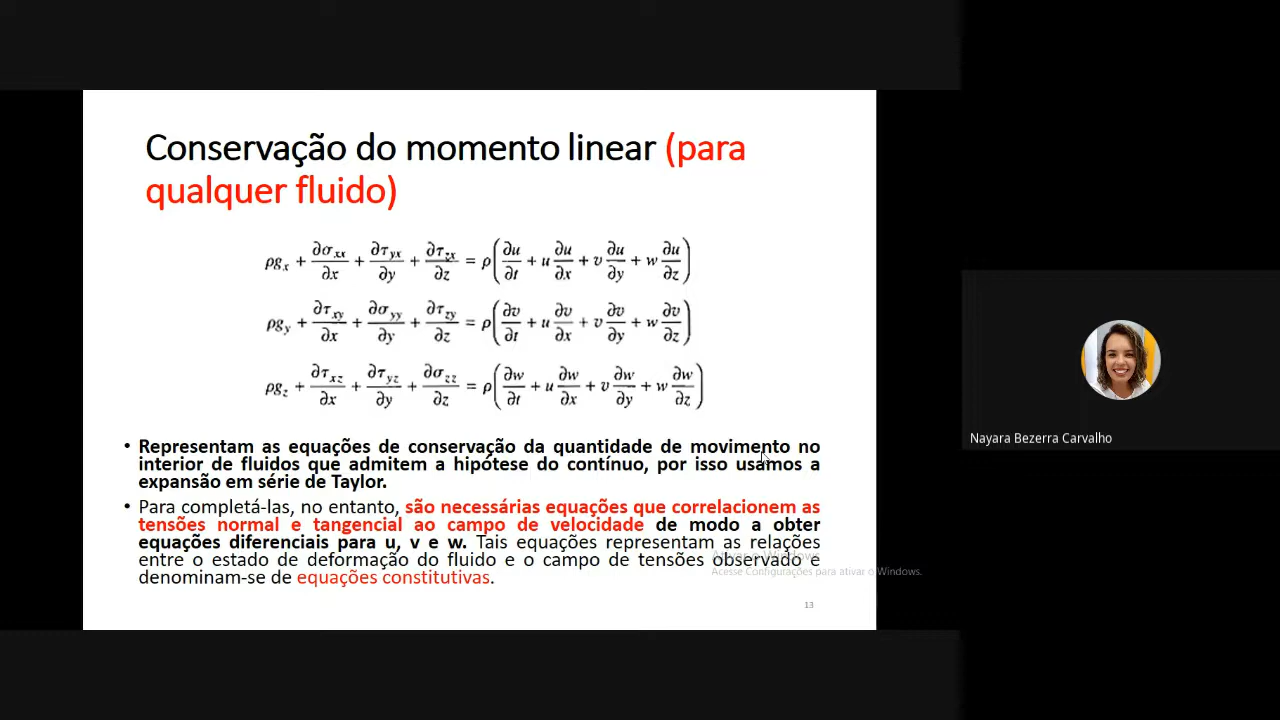 Conservação do momento linear (para
qualquer fluido)
ρg_x + ∂σ_xx/∂x + ∂τ_yx/∂y + ∂τ_zx/∂z = ρ(∂u/∂t + u ∂u/∂x + v ∂u/∂y + w ∂u/∂z)
ρg_y + ∂τ_xy/∂x + ∂σ_yy/∂y + ∂τ_zy/∂z = ρ(∂v/∂t + u ∂v/∂x + v ∂v/∂y + w ∂v/∂z)
ρg_z + ∂τ_xz/∂x + ∂τ_yz/∂y + ∂σ_zz/∂z = ρ(∂w/∂t + u ∂w/∂x + v ∂w/∂y + w ∂w/∂z)
• Representam as equações de conservação da quantidade de movimento no
interior de fluidos que admitem a hipótese do contínuo, por isso usamos a
expansão em série de Taylor.
• Para completá-las, no entanto, são necessárias equações que correlacionem as
tensões normal e tangencial ao campo de velocidade de modo a obter
equações diferenciais para u, v e w. Tais equações representam as relações
entre o estado de deformação do fluido e o campo de tensões observado e
denominam-se de equações constitutivas.
Ativar o Windows
Acesse Configurações para ativar o Windows.
13
Nayara Bezerra Carvalho